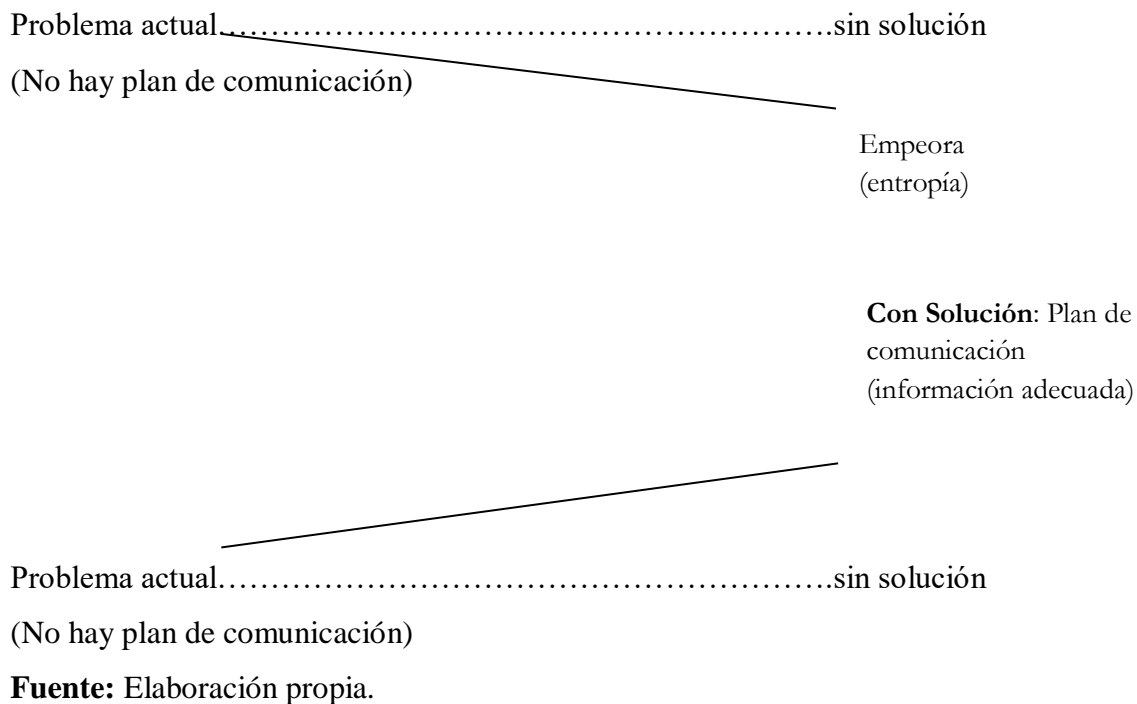 Problema actual…………………………………………………………….sin solución
(No hay plan de comunicación)
Empeora
(entropía)
Con Solución: Plan de
comunicación
(información adecuada)
Problema actual…………………………………………………………….sin solución
(No hay plan de comunicación)
Fuente: Elaboración propia.